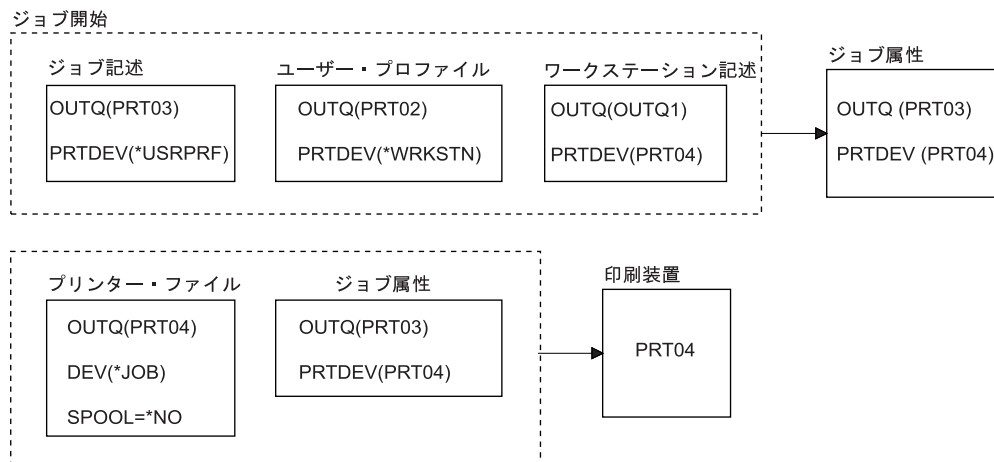 ジョブ開始
ジョブ記述
OUTQ(PRT03)
PRTDEV(*USRPRF)
ユーザー・プロファイル
OUTQ(PRT02)
PRTDEV(*WRKSTN)
ワークステーション記述
OUTQ(OUTQ1)
PRTDEV(PRT04)
ジョブ属性
OUTQ (PRT03)
PRTDEV (PRT04)
プリンター・ファイル
OUTQ(PRT04)
DEV(*JOB)
SPOOL=*NO
ジョブ属性
OUTQ(PRT03)
PRTDEV(PRT04)
印刷装置
PRT04